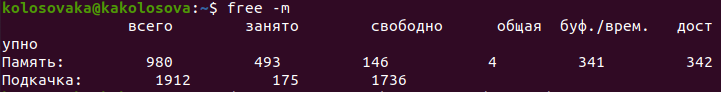 kolosovaka@kakolosova:~$ free -m
всего занято свободно общая буф./врем. дост
упно
Память: 980 493 146 4 341 342
Подкачка: 1912 175 1736